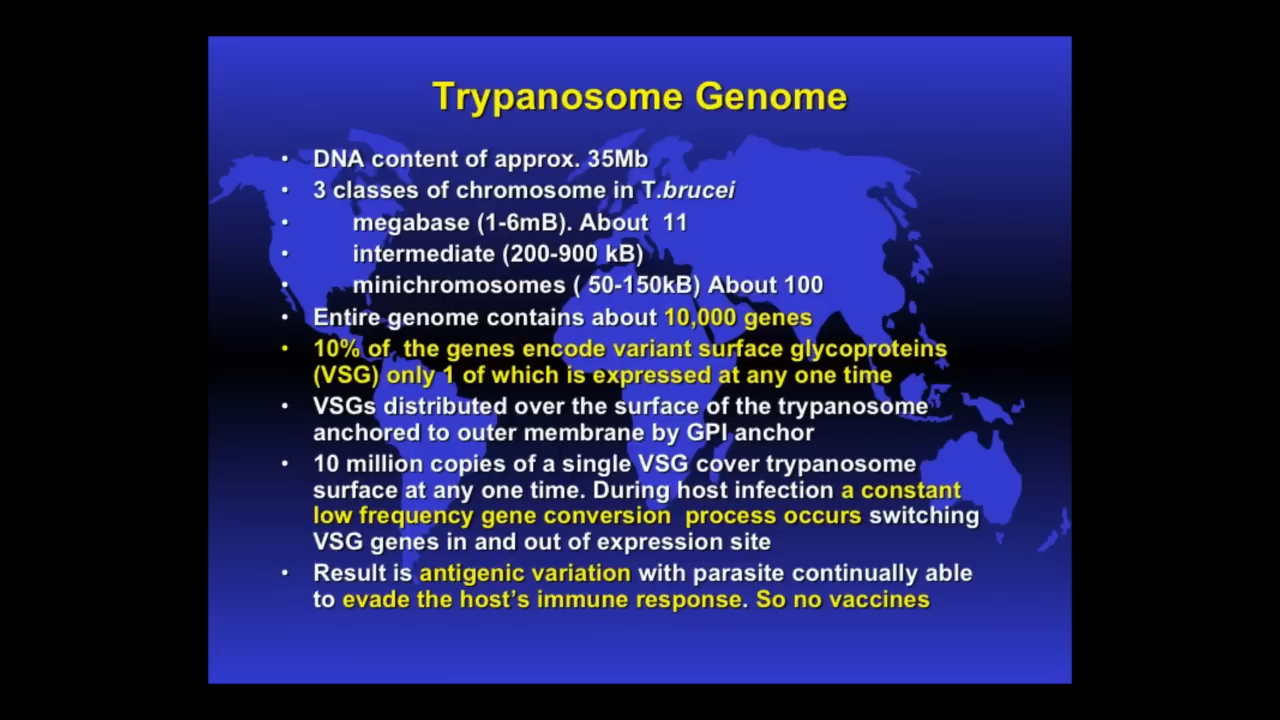 Trypanosome Genome
• DNA content of approx. 35Mb
• 3 classes of chromosome in T.brucei
• megabase (1-6mB). About 11
• intermediate (200-900 kB)
• minichromosomes ( 50-150kB) About 100
• Entire genome contains about 10,000 genes
• 10% of the genes encode variant surface glycoproteins
(VSG) only 1 of which is expressed at any one time
• VSGs distributed over the surface of the trypanosome
anchored to outer membrane by GPI anchor
• 10 million copies of a single VSG cover trypanosome
surface at any one time. During host infection a constant
low frequency gene conversion process occurs switching
VSG genes in and out of expression site
• Result is antigenic variation with parasite continually able
to evade the host’s immune response. So no vaccines